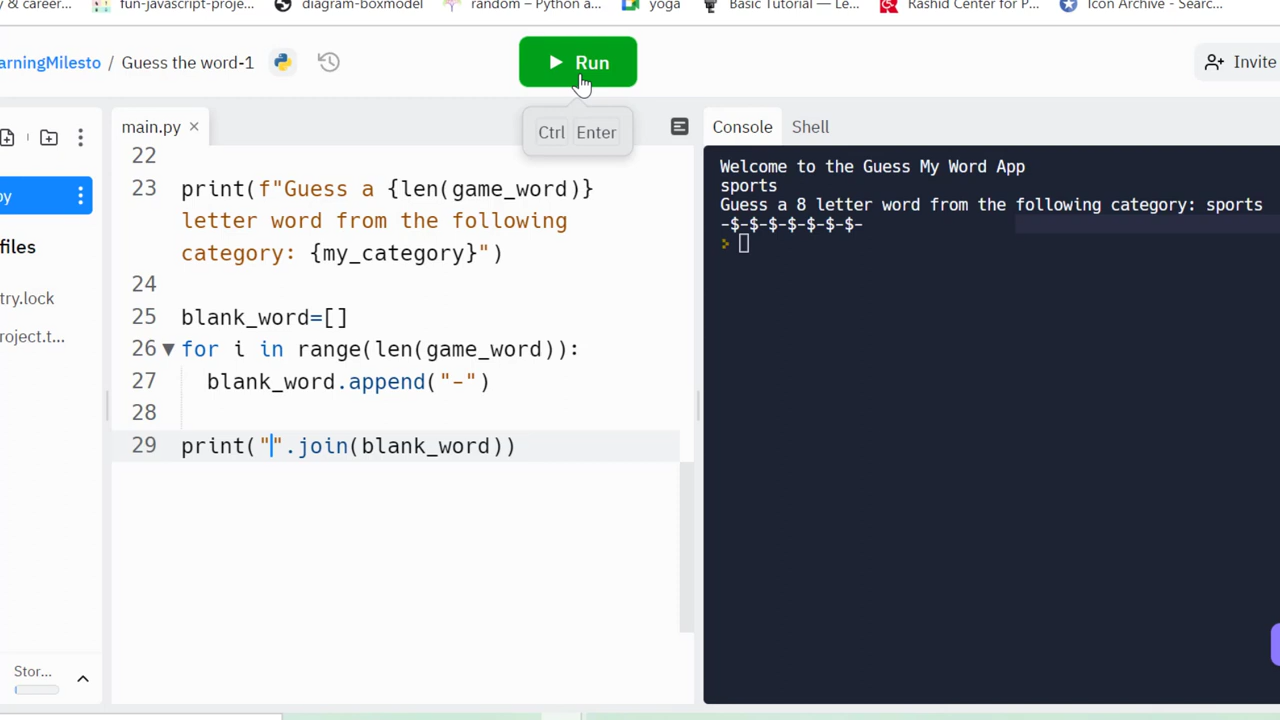 y & career...
fun-javascript-proje...
diagram-boxmodel
random – Python a...
yoga
Basic Tutorial — Le...
Rashid Center for P...
Icon Archive - Searc...
arningMilesto / Guess the word-1
Run
Invite
Ctrl Enter
main.py ×
Console
Shell
py
files
try.lock
roject.t...
Stor...
22
23 print(f"Guess a {len(game_word)}
letter word from the following
category: {my_category}")
24
25 blank_word=[]
26 for i in range(len(game_word)):
27 blank_word.append("-")
28
29 print("".join(blank_word))
Welcome to the Guess My Word App
sports
Guess a 8 letter word from the following category: sports
-$-$-$-$-$-$-$-